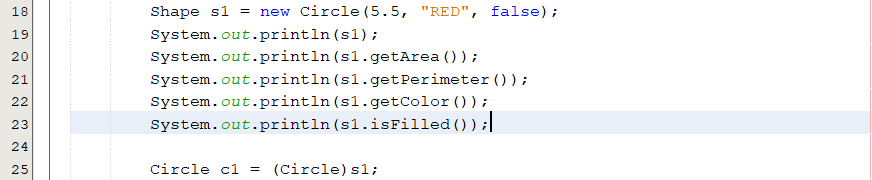 18 Shape s1 = new Circle(5.5, "RED", false);
19 System.out.println(s1);
20 System.out.println(s1.getArea());
21 System.out.println(s1.getPerimeter());
22 System.out.println(s1.getColor());
23 System.out.println(s1.isFilled());
24
25 Circle c1 = (Circle)s1;